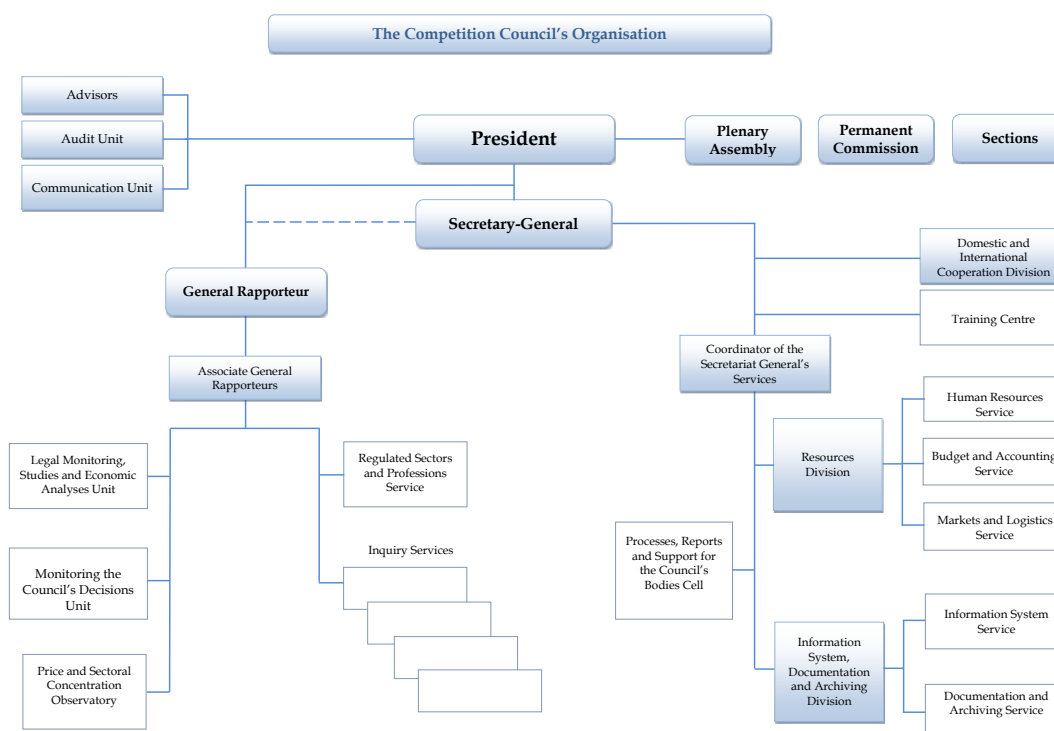 The Competition Council's Organisation
Advisors
Audit Unit
Communication Unit
President
Plenary
Assembly
Permanent
Commission
Sections
Secretary-General
General Rapporteur
Domestic and
International
Cooperation Division
Training Centre
Coordinator of the
Secretariat General's
Services
Associate General
Rapporteurs
Human Resources
Service
Resources
Division
Budget and Accounting
Service
Markets and Logistics
Service
Legal Monitoring,
Studies and Economic
Analyses Unit
Regulated Sectors
and Professions
Service
Monitoring the
Council's Decisions
Unit
Inquiry Services
Processes, Reports
and Support for
the Council's
Bodies Cell
Price and Sectoral
Concentration
Observatory
Information System,
Documentation
and Archiving
Division
Information System
Service
Documentation and
Archiving Service